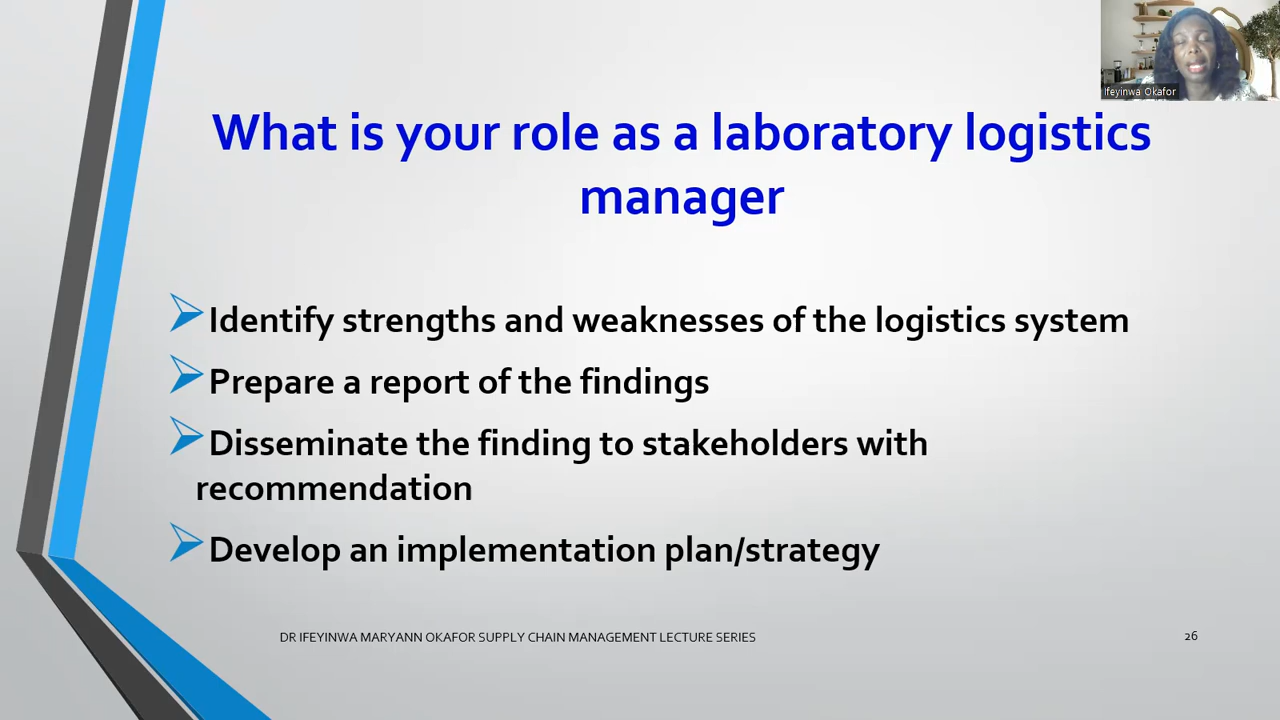 Ifeyinwa Okafor
What is your role as a laboratory logistics
manager
Identify strengths and weaknesses of the logistics system
Prepare a report of the findings
Disseminate the finding to stakeholders with
recommendation
Develop an implementation plan/strategy
DR IFEYINWA MARYANN OKAFOR SUPPLY CHAIN MANAGEMENT LECTURE SERIES
26